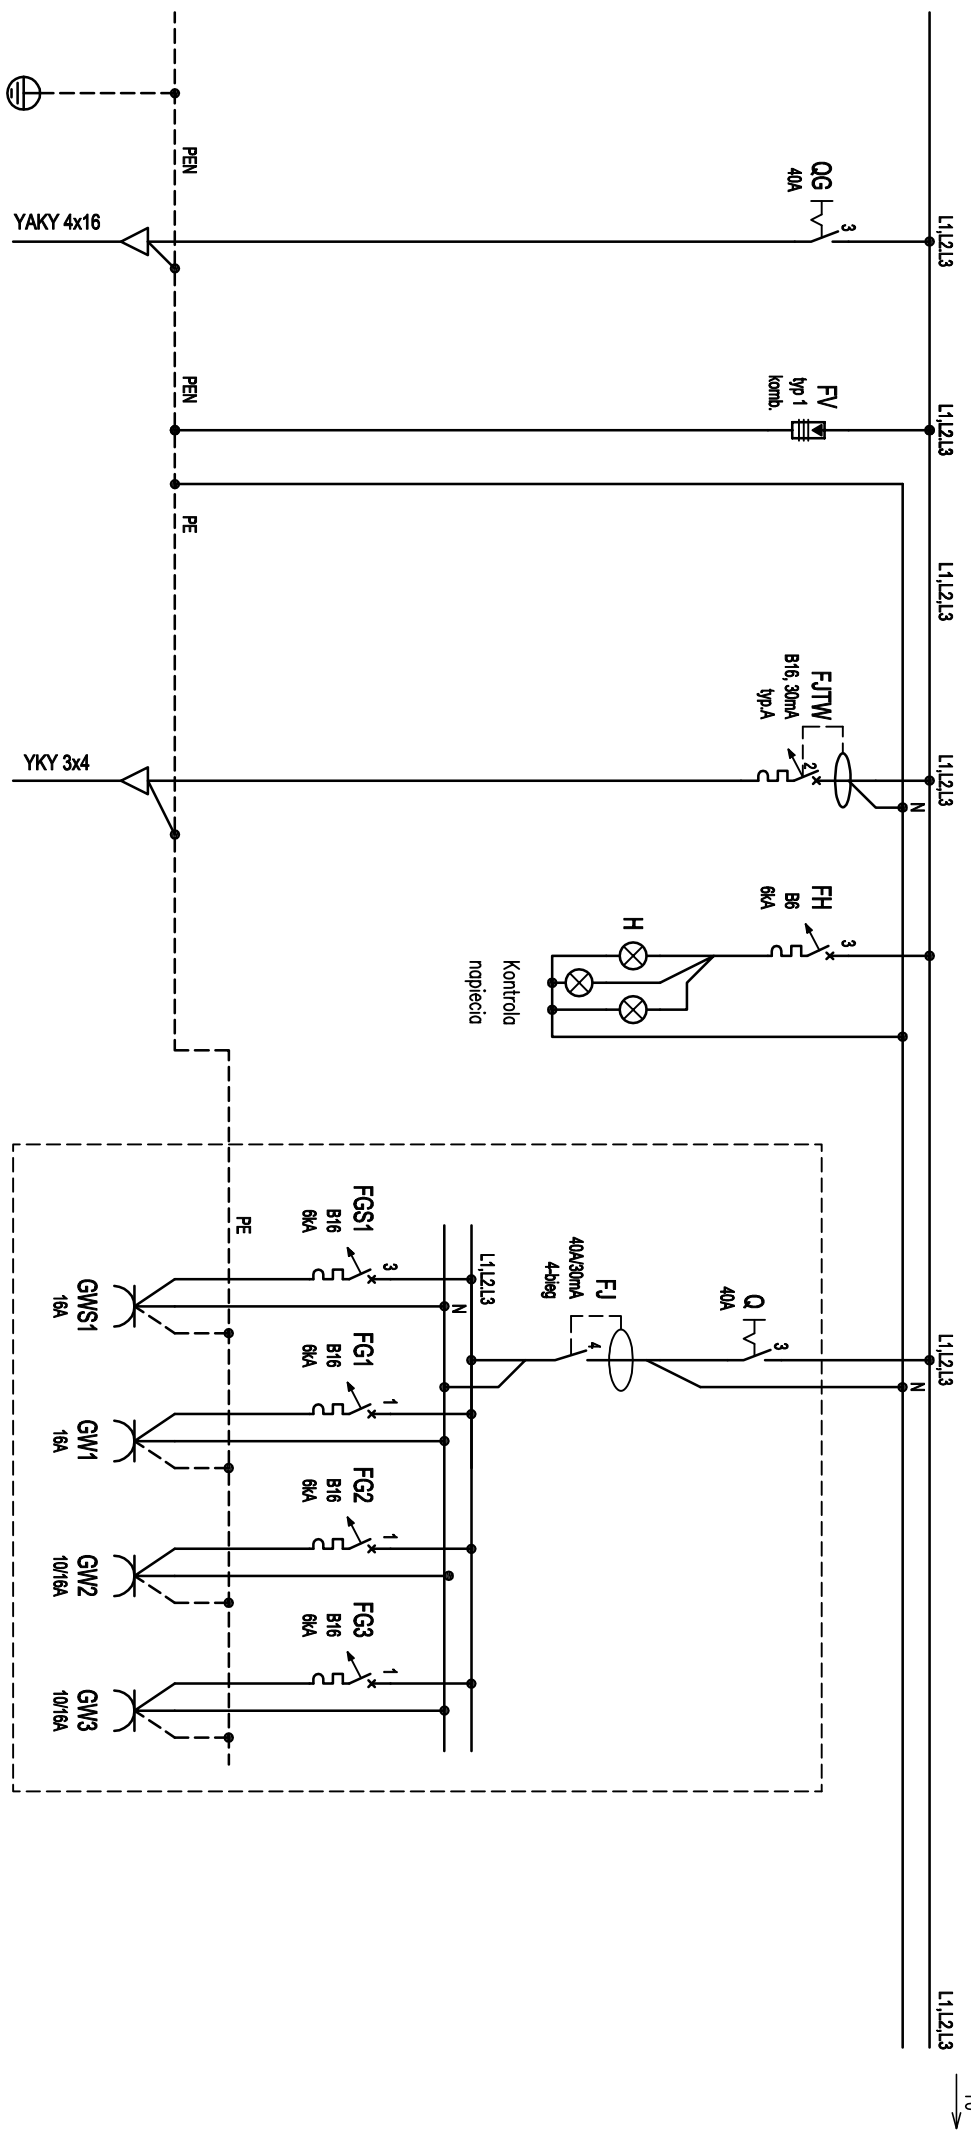 L1,L2,L3
QG
40A
3
PEN
YAKY 4x16
L1,L2,L3
FV
typ 1
komb.
PEN
PE
L1,L2,L3
L1,L2,L3
N
FJTW
B16, 30mA
typ.A
2
YKY 3x4
FH
B6
6kA
3
H
Kontrola
napiecia
L1,L2,L3
N
Q
40A
3
FJ
40A/30mA
4-bieg
4
L1,L2,L3
N
FGS1
B16
6kA
3
PE
GWS1
16A
FG1
B16
6kA
1
GW1
16A
FG2
B16
6kA
1
GW2
10/16A
FG3
B16
6kA
1
GW3
10/16A
L1,L2,L3